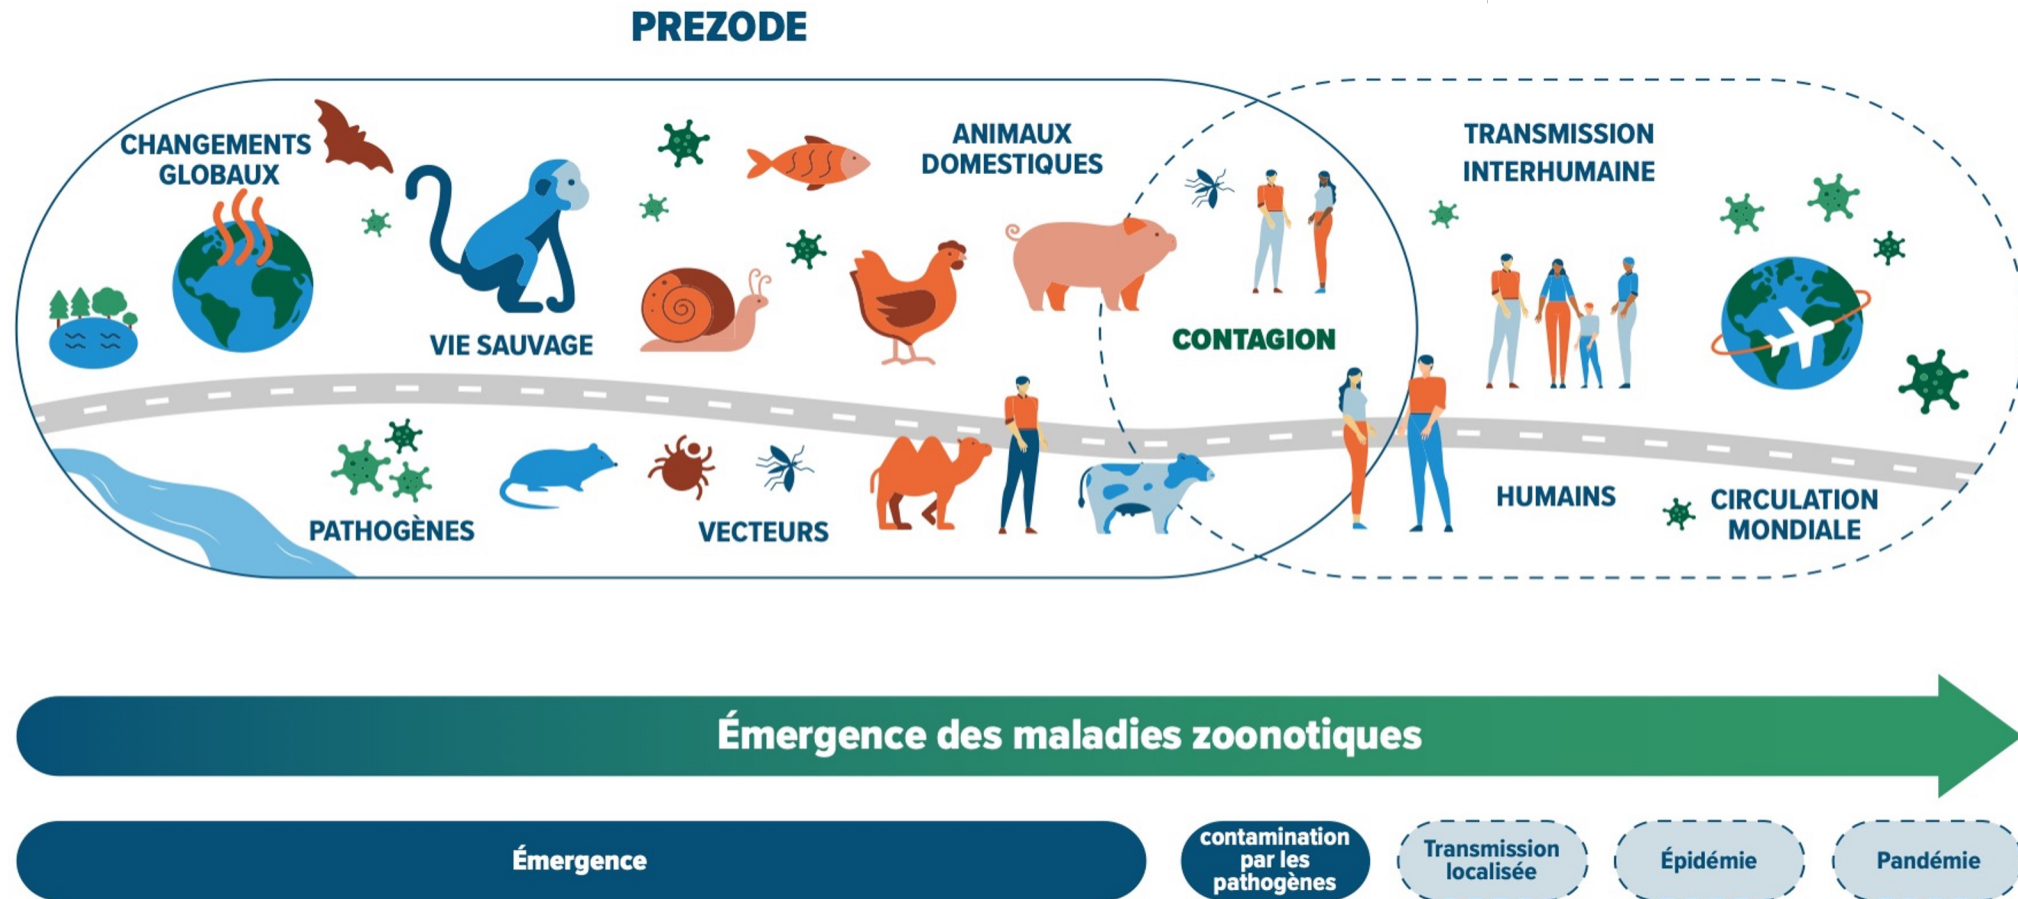 PREZODE
CHANGEMENTS
GLOBAUX
ANIMAUX
DOMESTIQUES
TRANSMISSION
INTERHUMAINE
VIE SAUVAGE
CONTAGION
PATHOGÈNES
VECTEURS
HUMAINS
CIRCULATION
MONDIALE
Émergence des maladies zoonotiques
Émergence
contamination
par les
pathogènes
Transmission
localisée
Épidémie
Pandémie